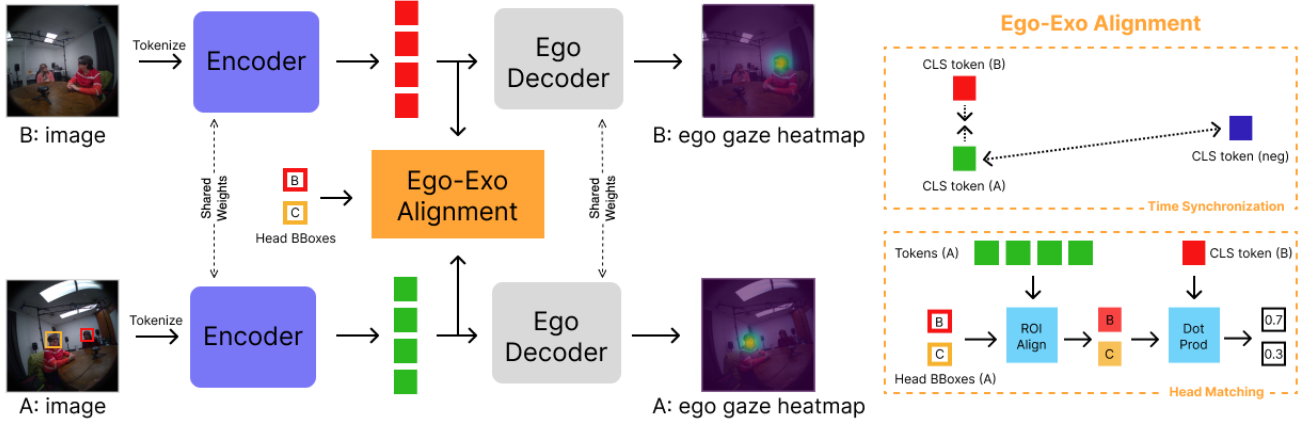 Tokenize
Encoder
Ego
Decoder
B: image
B: ego gaze heatmap
Shared
Weights
B
C
Head BBoxes
Ego-Exo
Alignment
Shared
Weights
Tokenize
Encoder
Ego
Decoder
A: image
A: ego gaze heatmap
Ego-Exo Alignment
CLS token (B)
CLS token (neg)
CLS token (A)
Time Synchronization
Tokens (A)
CLS token (B)
B
C
Head BBoxes (A)
ROI
Align
B
C
Dot
Prod
0.7
0.3
Head Matching